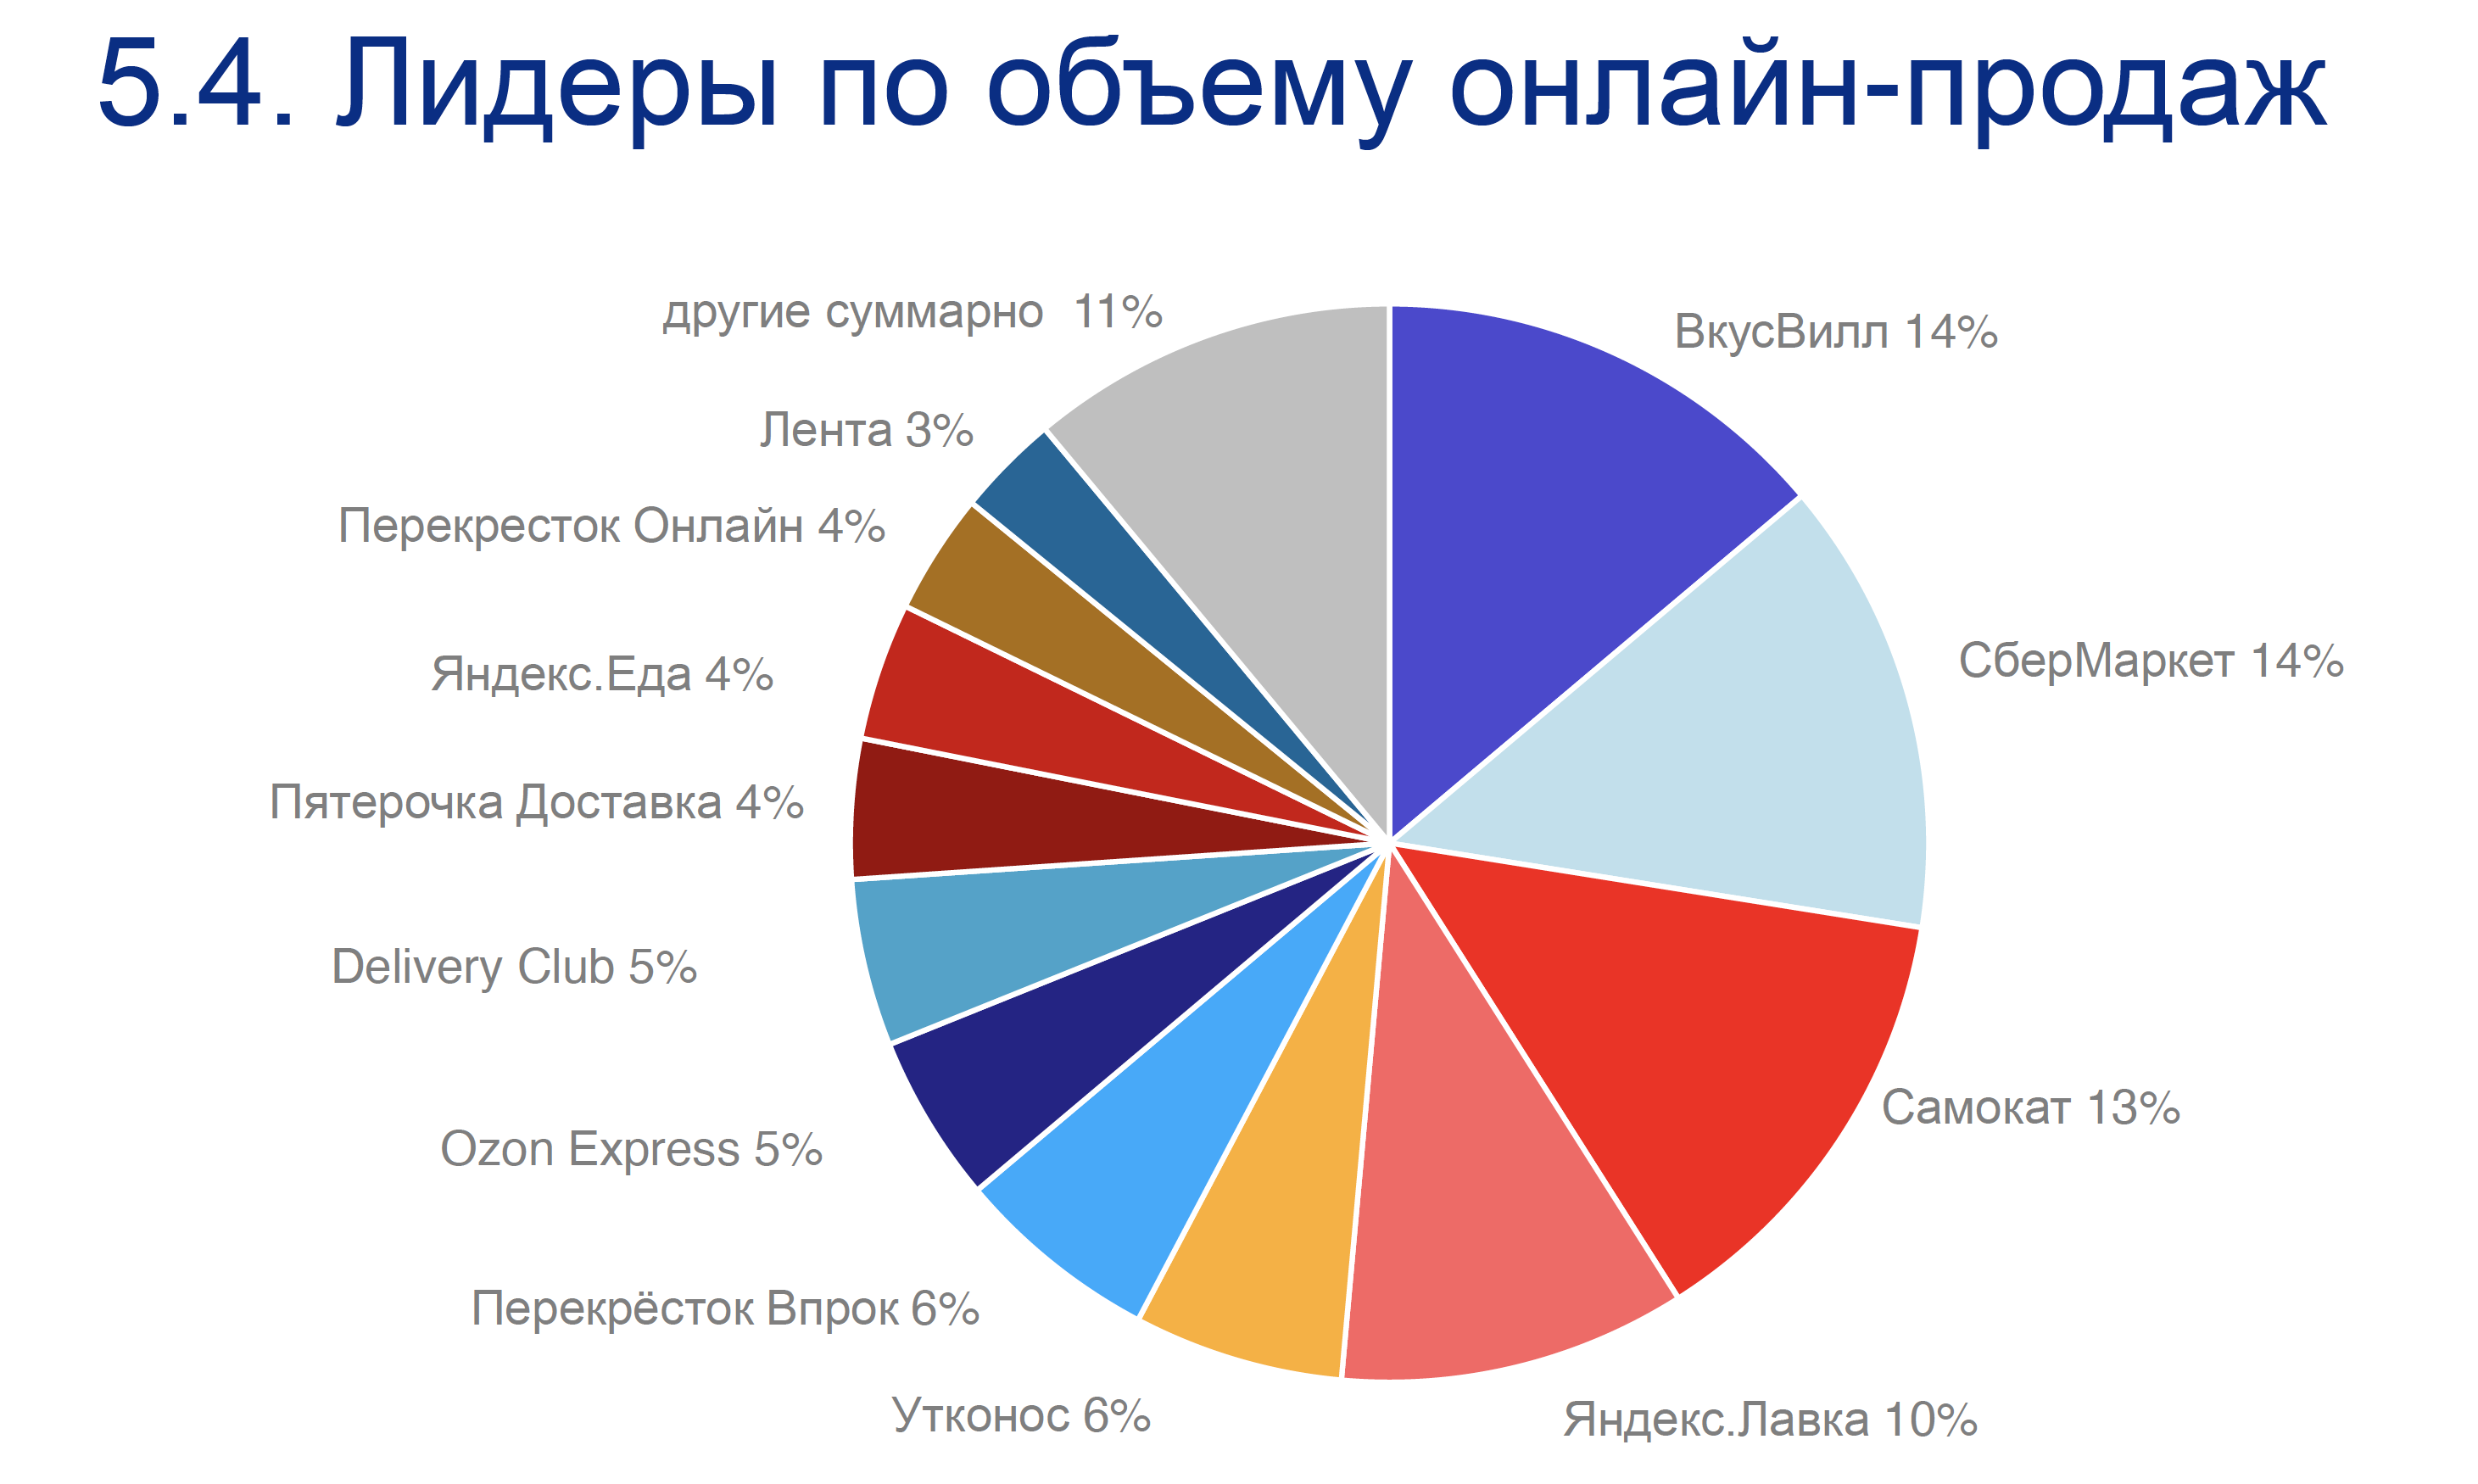 5.4. Лидеры по объему онлайн-продаж
другие суммарно 11%
ВкусВилл 14%
Лента 3%
Перекресток Онлайн 4%
СберМаркет 14%
Яндекс.Еда 4%
Пятерочка Доставка 4%
Delivery Club 5%
Самокат 13%
Ozon Express 5%
Перекрёсток Впрок 6%
Утконос 6%
Яндекс.Лавка 10%